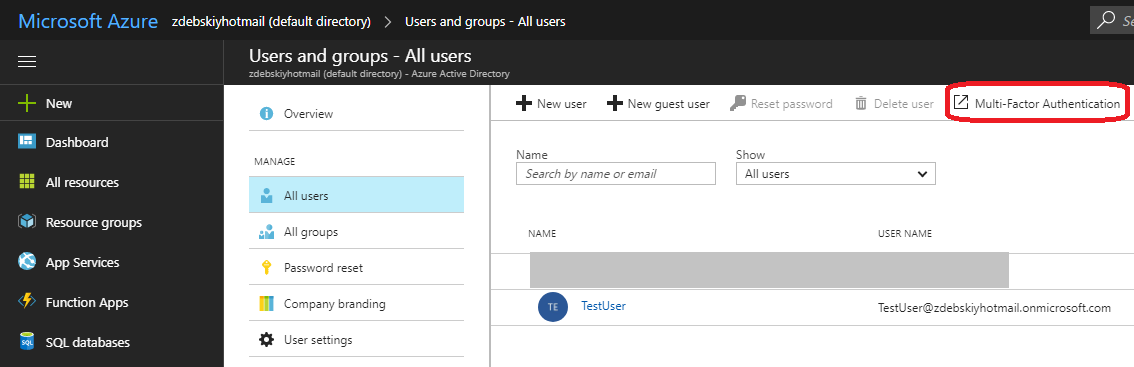 Microsoft Azure zdebskiyhotmail (default directory) > Users and groups - All users
Se
Users and groups - All users
zdebskiyhotmail (default directory) - Azure Active Directory
New
Dashboard
All resources
Resource groups
App Services
Function Apps
SQL databases
Overview
MANAGE
All users
All groups
Password reset
Company branding
User settings
New user New guest user Reset password Delete user Multi-Factor Authentication
Name Show
Search by name or email All users
NAME USER NAME
TE TestUser TestUser@zdebskiyhotmail.onmicrosoft.com